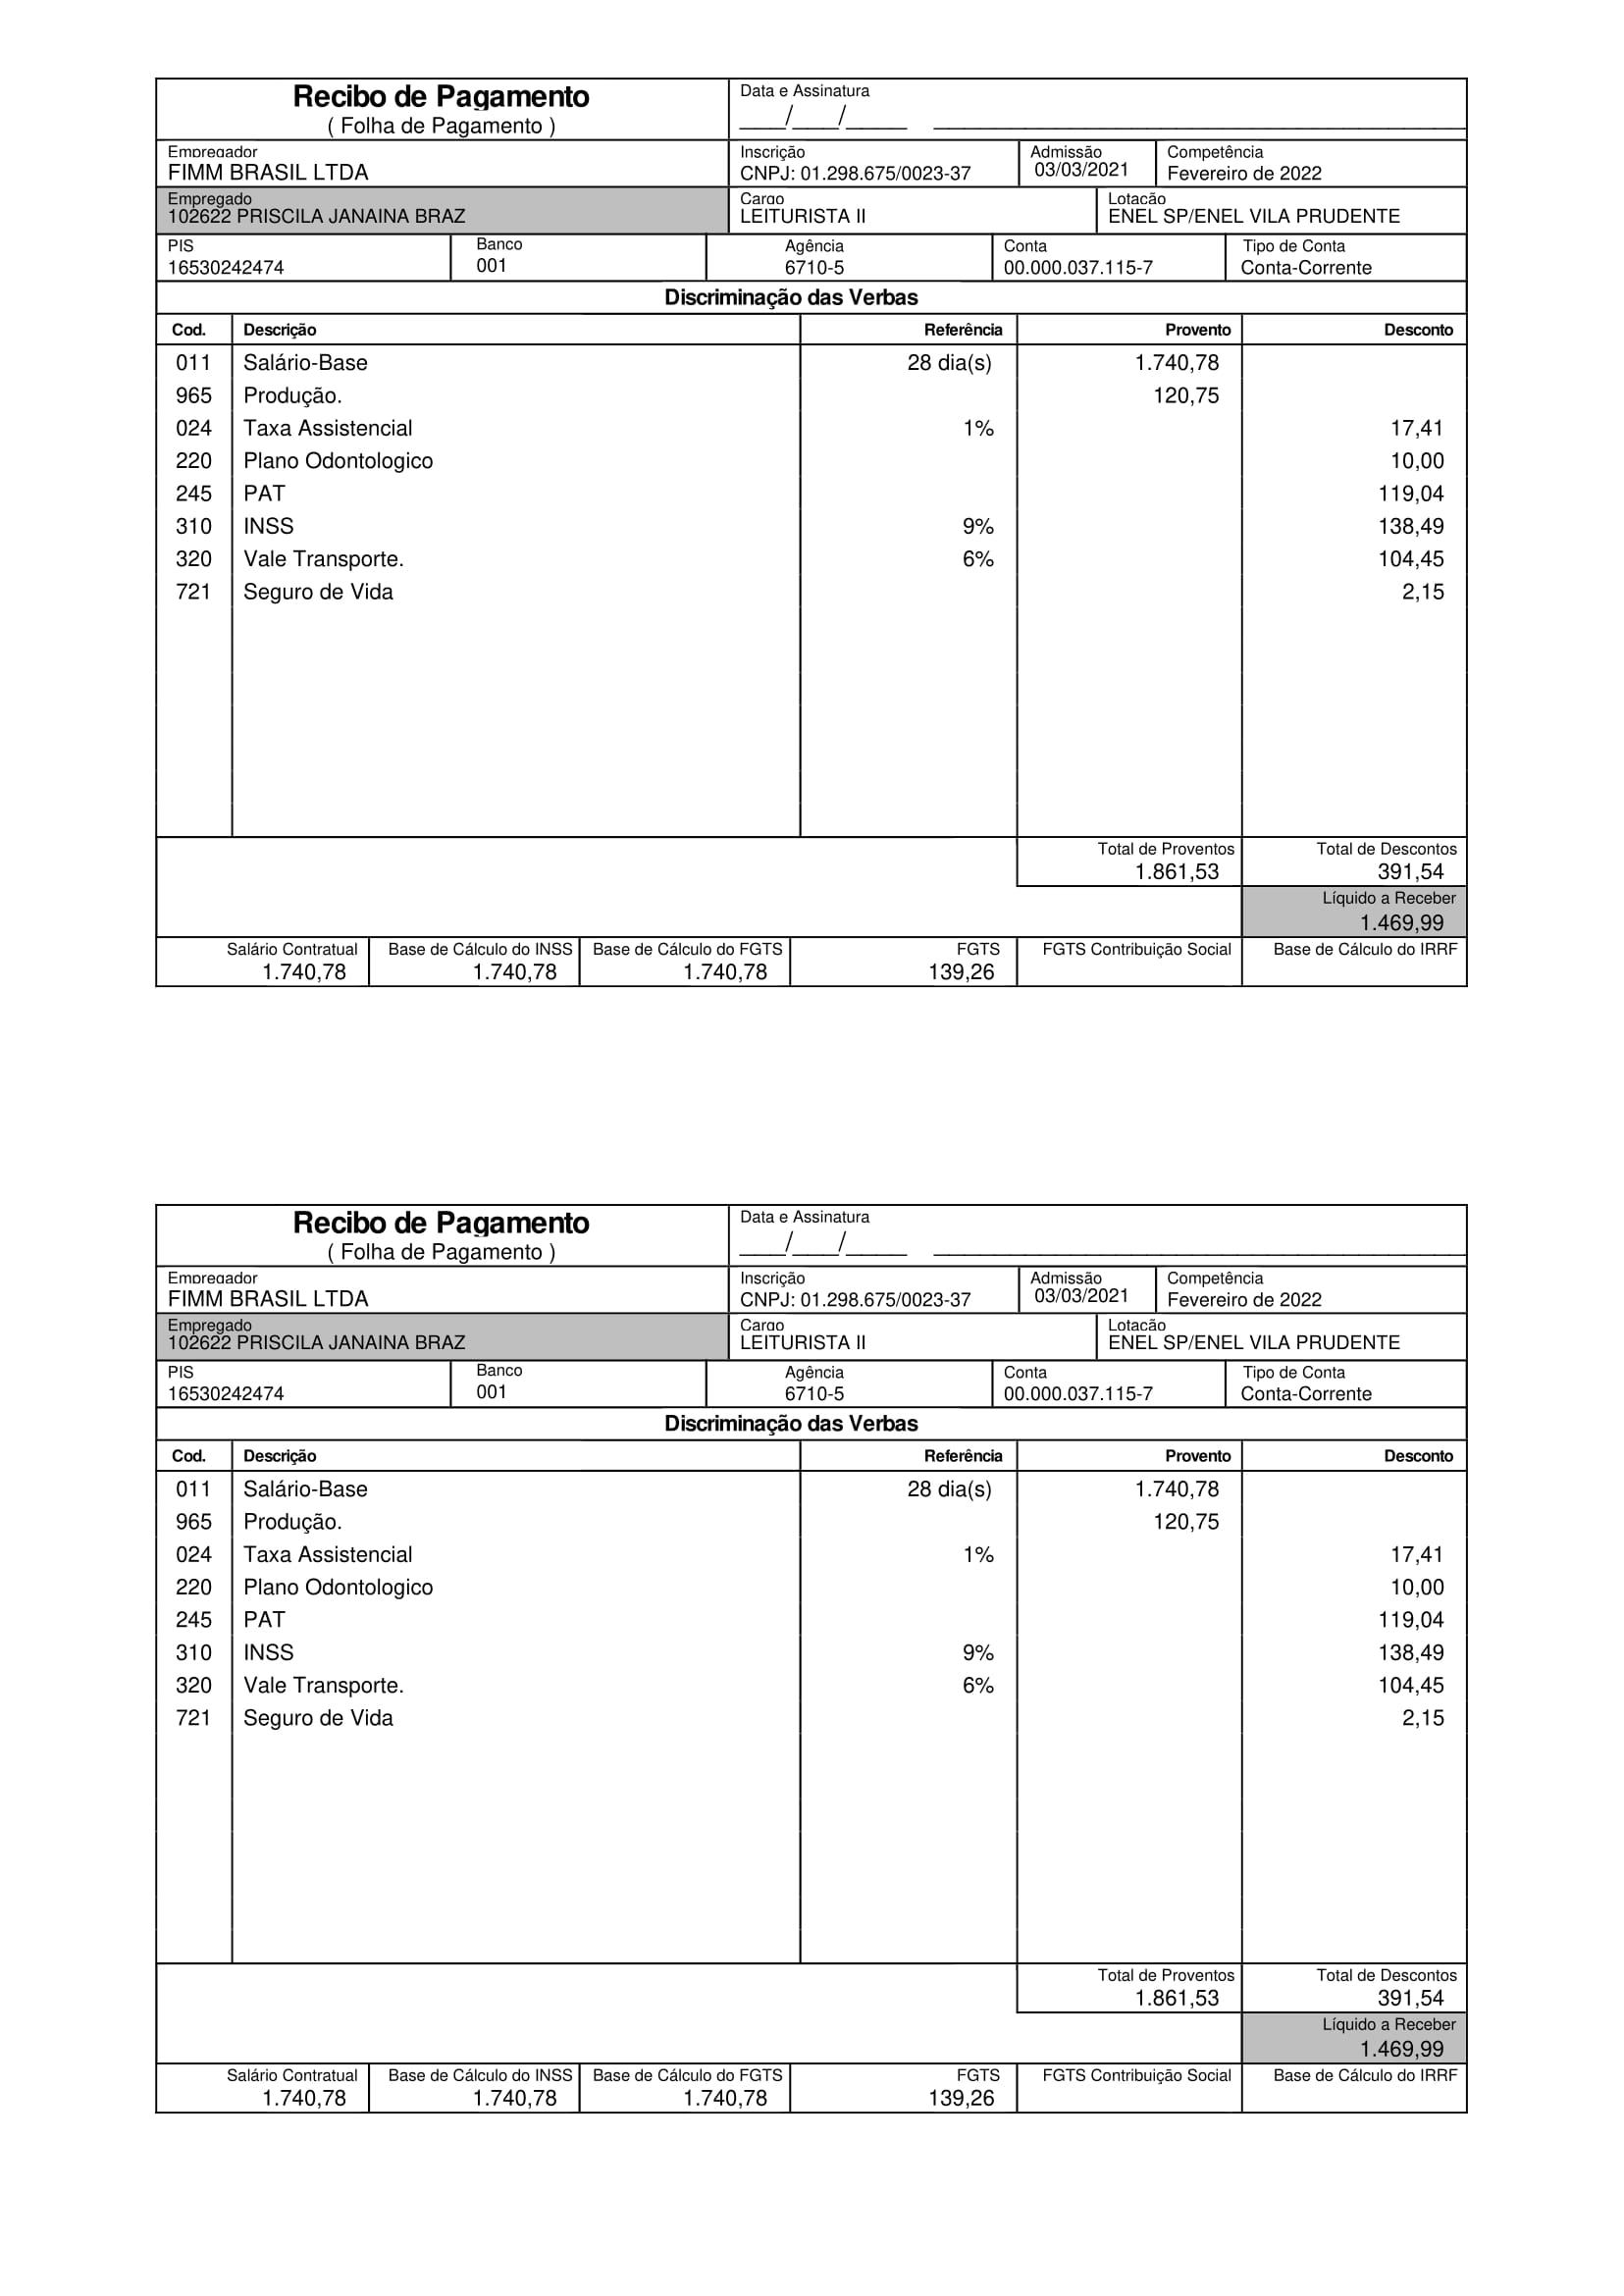 Recibo de Pagamento
( Folha de Pagamento )
Data e Assinatura
___/___/____ ________________________________
Empregador
FIMM BRASIL LTDA
Inscrição
CNPJ: 01.298.675/0023-37
Admissão
03/03/2021
Competência
Fevereiro de 2022
Empregado
102622 PRISCILA JANAINA BRAZ
Cargo
LEITURISTA II
Lotação
ENEL SP/ENEL VILA PRUDENTE
PIS
16530242474
Banco
001
Agência
6710-5
Conta
00.000.037.115-7
Tipo de Conta
Conta-Corrente
Discriminação das Verbas
Cod. Descrição Referência Provento Desconto
011 Salário-Base 28 dia(s) 1.740,78
965 Produção. 120,75
024 Taxa Assistencial 1% 17,41
220 Plano Odontologico 10,00
245 PAT 119,04
310 INSS 9% 138,49
320 Vale Transporte. 6% 104,45
721 Seguro de Vida 2,15
Total de Proventos Total de Descontos
1.861,53 391,54
Líquido a Receber
1.469,99
Salário Contratual Base de Cálculo do INSS Base de Cálculo do FGTS FGTS FGTS Contribuição Social Base de Cálculo do IRRF
1.740,78 1.740,78 1.740,78 139,26
Recibo de Pagamento
( Folha de Pagamento )
Data e Assinatura
___/___/____ ________________________________
Empregador
FIMM BRASIL LTDA
Inscrição
CNPJ: 01.298.675/0023-37
Admissão
03/03/2021
Competência
Fevereiro de 2022
Empregado
102622 PRISCILA JANAINA BRAZ
Cargo
LEITURISTA II
Lotação
ENEL SP/ENEL VILA PRUDENTE
PIS
16530242474
Banco
001
Agência
6710-5
Conta
00.000.037.115-7
Tipo de Conta
Conta-Corrente
Discriminação das Verbas
Cod. Descrição Referência Provento Desconto
011 Salário-Base 28 dia(s) 1.740,78
965 Produção. 120,75
024 Taxa Assistencial 1% 17,41
220 Plano Odontologico 10,00
245 PAT 119,04
310 INSS 9% 138,49
320 Vale Transporte. 6% 104,45
721 Seguro de Vida 2,15
Total de Proventos Total de Descontos
1.861,53 391,54
Líquido a Receber
1.469,99
Salário Contratual Base de Cálculo do INSS Base de Cálculo do FGTS FGTS FGTS Contribuição Social Base de Cálculo do IRRF
1.740,78 1.740,78 1.740,78 139,26